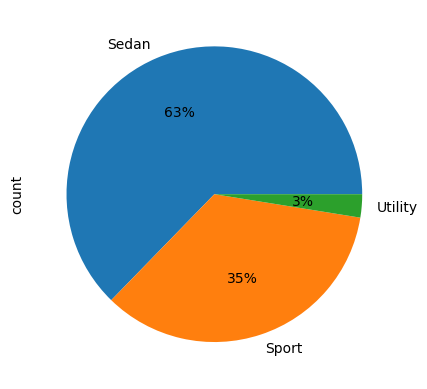 Sedan
63%
count
3%
Utility
35%
Sport